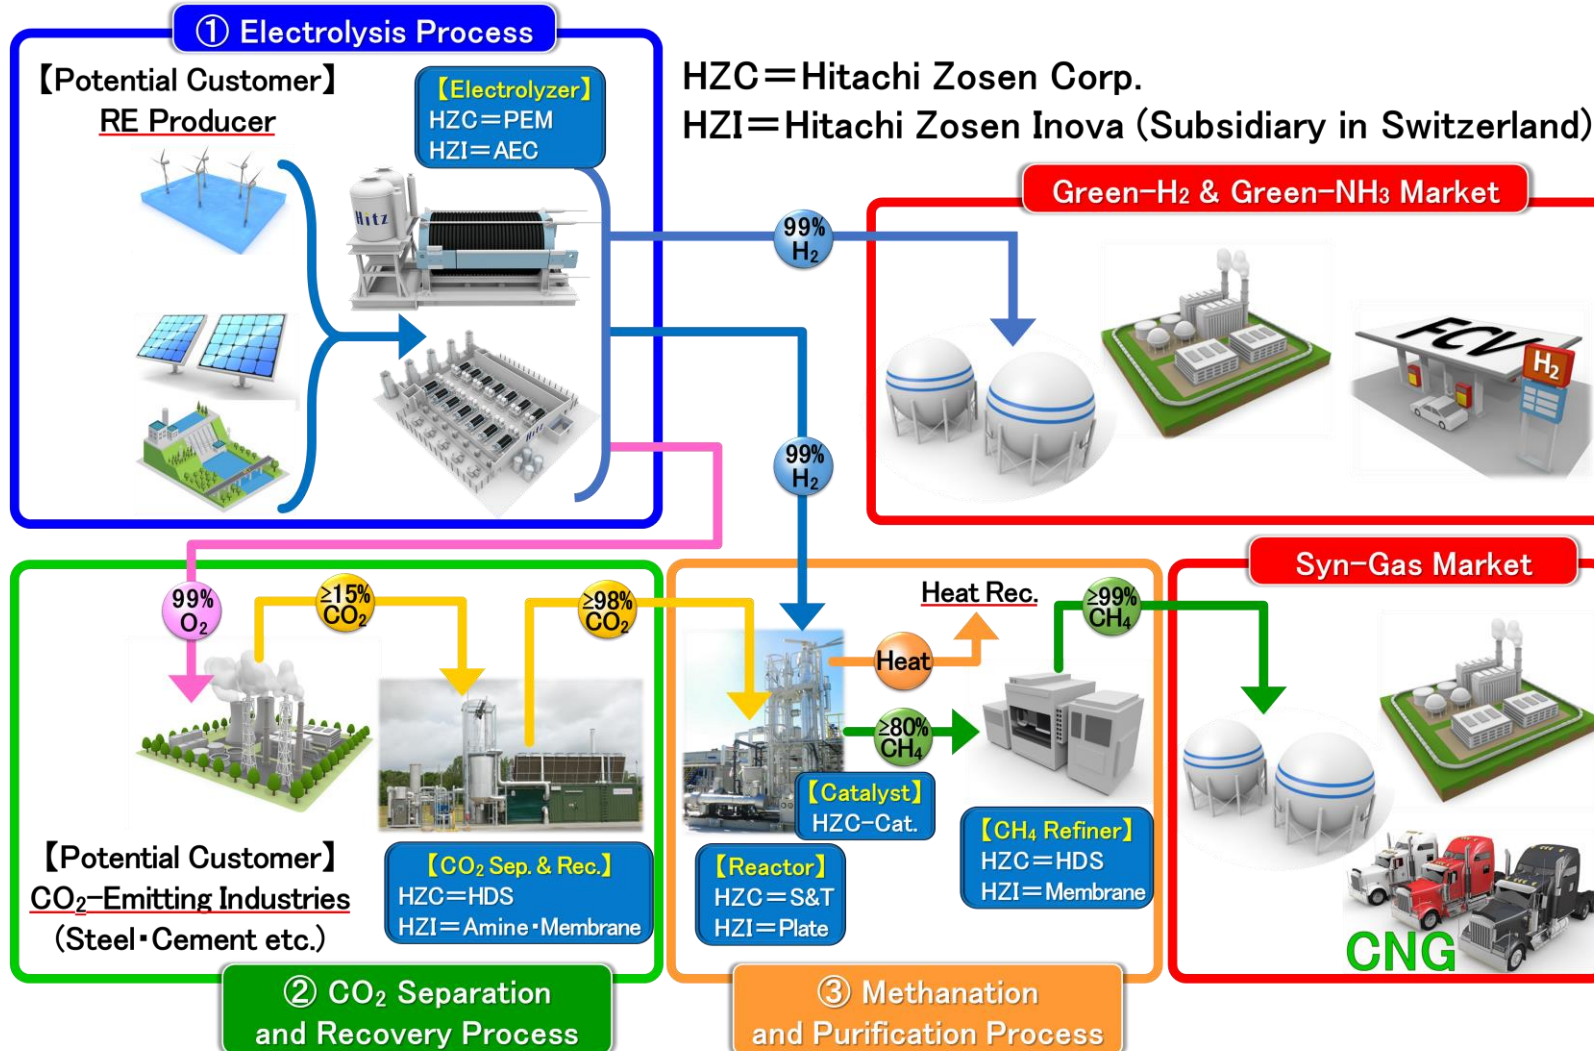 ① Electrolysis Process
【Potential Customer】
RE Producer
【Electrolyzer】
HZC=PEM
HZI=AEC
HZC=Hitachi Zosen Corp.
HZI=Hitachi Zosen Inova (Subsidiary in Switzerland)
Hitz
Hitz
99%
H₂
99%
H₂
Green-H₂ & Green-NH₃ Market
FCV
H₂
99%
O₂
≥15%
CO₂
≥98%
CO₂
【Potential Customer】
CO₂-Emitting Industries
(Steel・Cement etc.)
【CO₂ Sep. & Rec.】
HZC=HDS
HZI=Amine・Membrane
② CO₂ Separation
and Recovery Process
Heat Rec.
Heat
≥80%
CH₄
≥99%
CH₄
【Catalyst】
HZC-Cat.
【Reactor】
HZC=S&T
HZI=Plate
【CH₄ Refiner】
HZC=HDS
HZI=Membrane
③ Methanation
and Purification Process
Syn-Gas Market
CNG